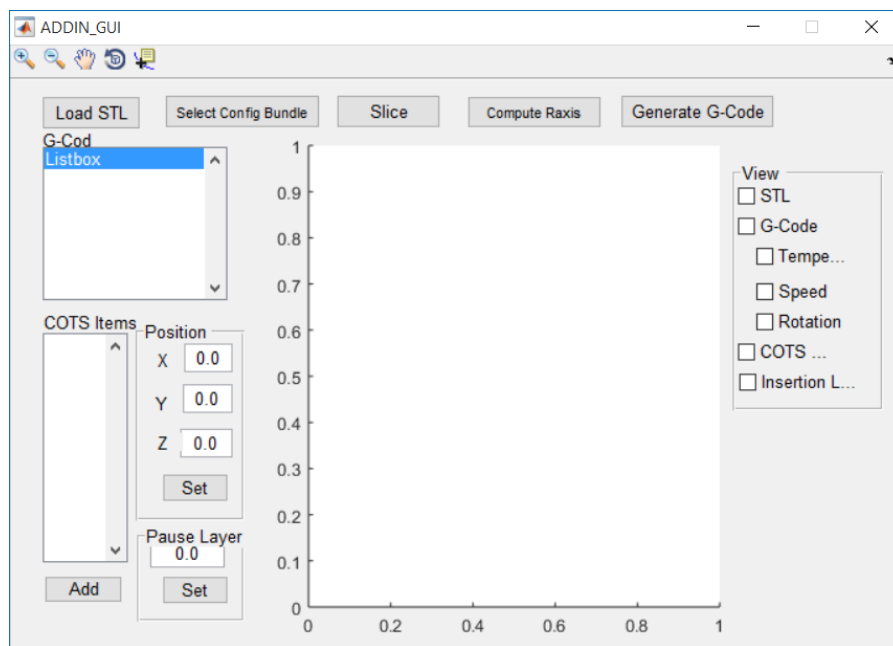 ADDIN_GUI
Load STL
Select Config Bundle
Slice
Compute Raxis
Generate G-Code
G-Cod
Listbox
COTS Items
Position
X 0.0
Y 0.0
Z 0.0
Set
Pause Layer
0.0
Set
Add
1
0.9
0.8
0.7
0.6
0.5
0.4
0.3
0.2
0.1
0
0 0.2 0.4 0.6 0.8 1
View
STL
G-Code
Tempe...
Speed
Rotation
COTS ...
Insertion L...